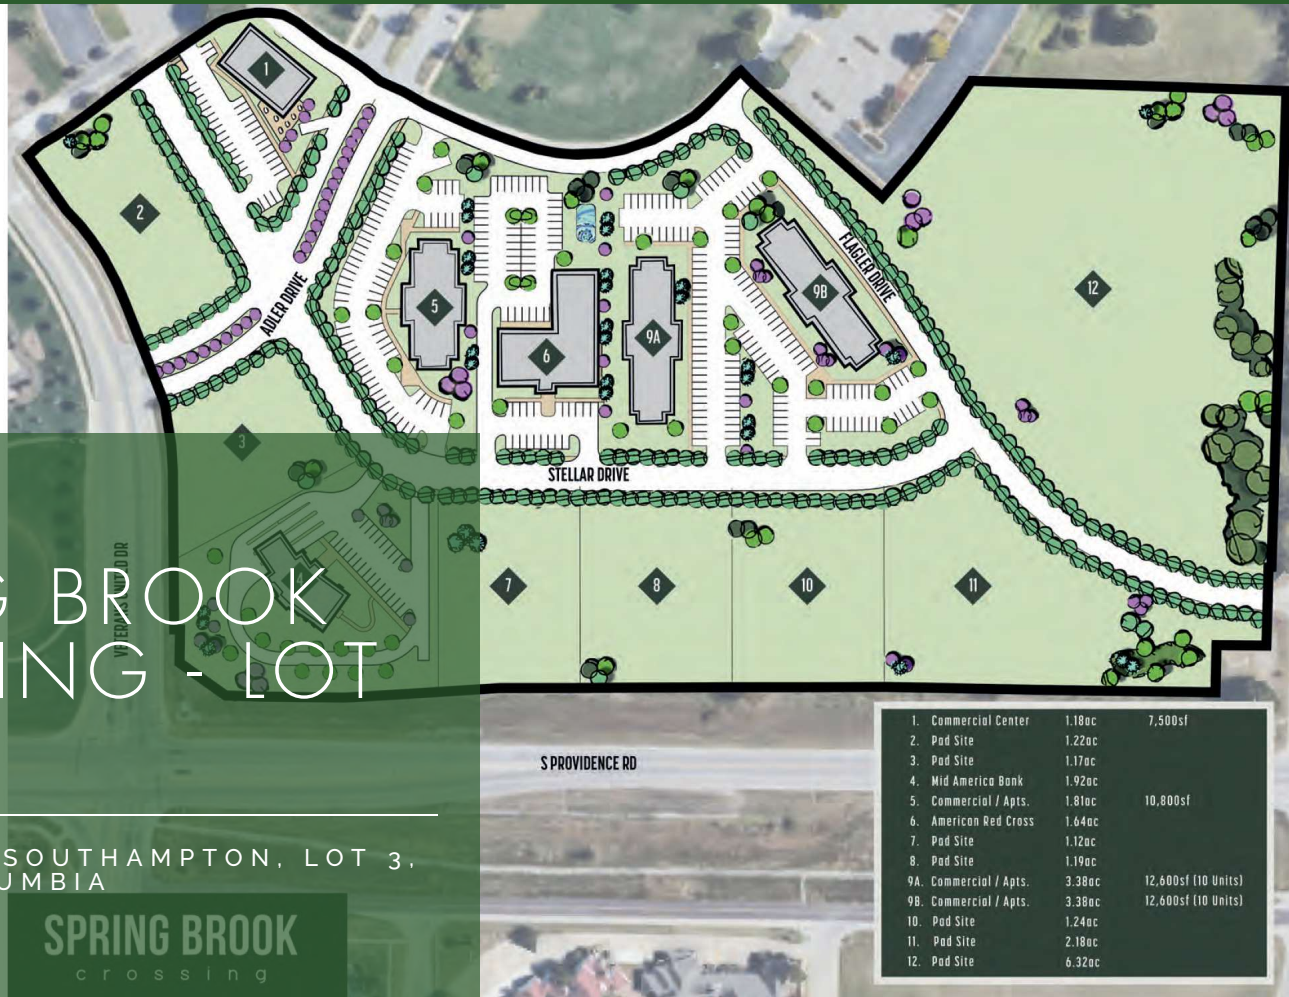 1
2
12
FLAGLER DRIVE
5
9B
ADLER DRIVE
9A
6
3
STELLAR DRIVE
4
7
8
10
11
VETERANS UNITED DR
G BROOK
ING - LOT
S PROVIDENCE RD
SOUTHAMPTON, LOT 3,
UMBIA
SPRING BROOK
crossing
1. Commercial Center 1.18ac 7,500sf
2. Pad Site 1.22ac
3. Pad Site 1.17ac
4. Mid America Bank 1.92ac
5. Commercial / Apts. 1.81ac 10,800sf
6. American Red Cross 1.64ac
7. Pad Site 1.12ac
8. Pad Site 1.19ac
9A. Commercial / Apts. 3.38ac 12,600sf (10 Units)
9B. Commercial / Apts. 3.38ac 12,600sf (10 Units)
10. Pad Site 1.24ac
11. Pad Site 2.18ac
12. Pad Site 6.32ac